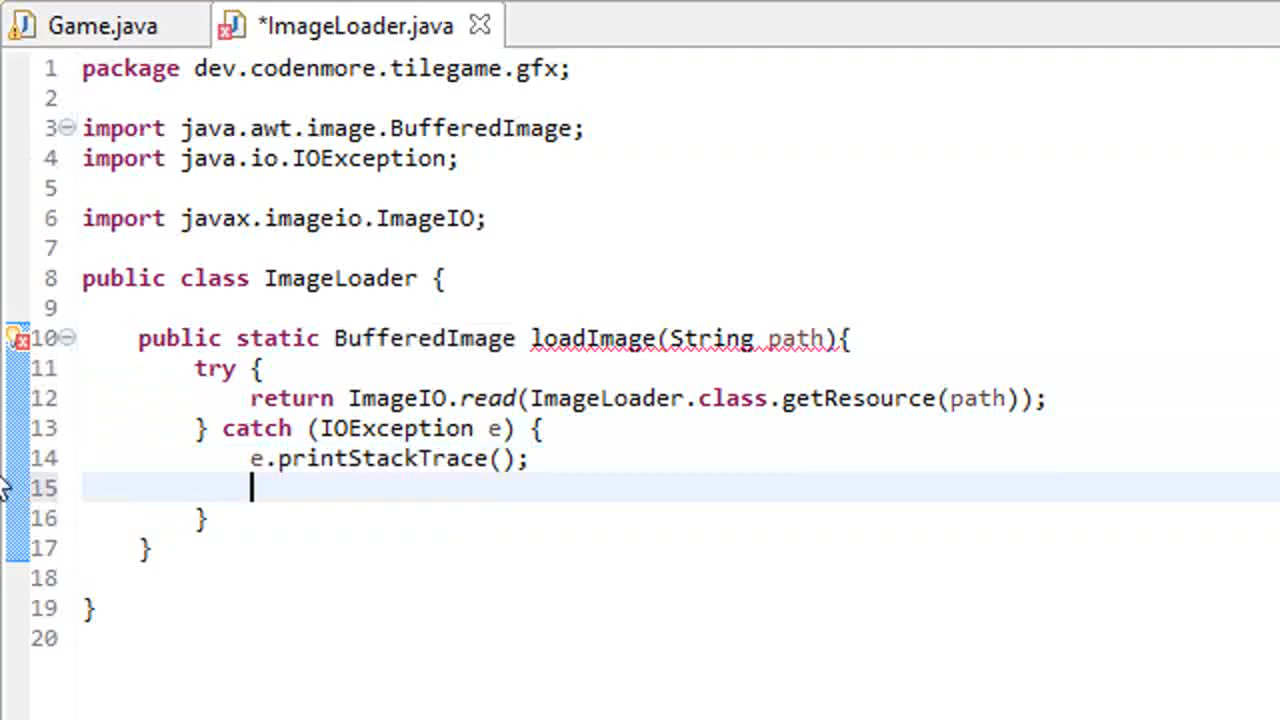 Game.java *ImageLoader.java
1 package dev.codenmore.tilegame.gfx;
2
3 import java.awt.image.BufferedImage;
4 import java.io.IOException;
5
6 import javax.imageio.ImageIO;
7
8 public class ImageLoader {
9
10 public static BufferedImage loadImage(String path){
11 try {
12 return ImageIO.read(ImageLoader.class.getResource(path));
13 } catch (IOException e) {
14 e.printStackTrace();
15
16 }
17 }
18
19 }
20